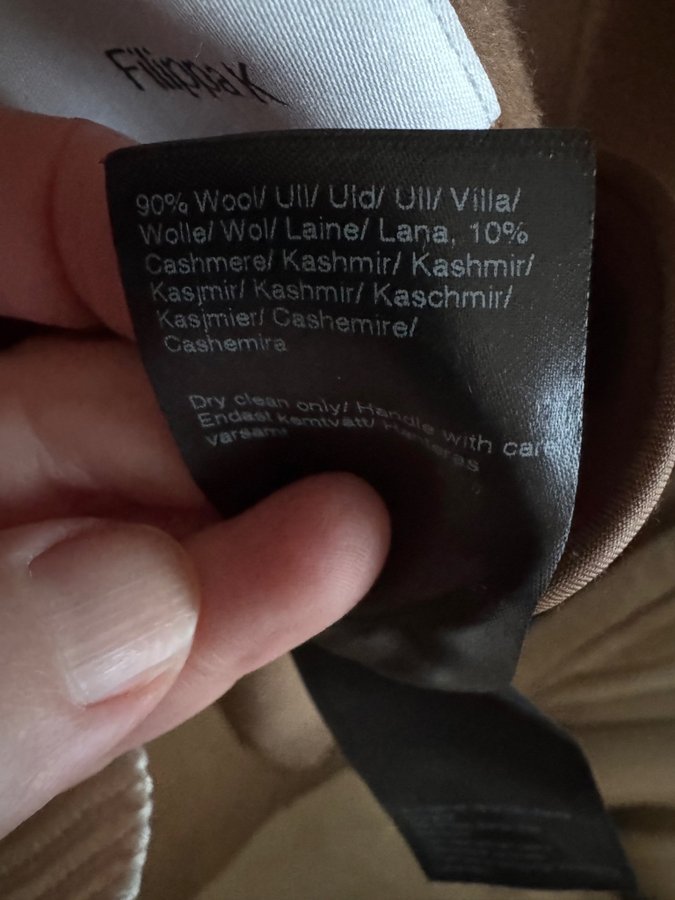 Filippa K
90% Wool/ Ull/ Uld/ Ull/ Villa/
Wolle/ Wol/ Laine/ Lana, 10%
Cashmere/ Kashmir/ Kashmir/
Kasjmir/ Kashmir/ Kaschmir/
Kasjmier/ Cashemire/
Cashemira
Dry clean only/ Handle with care
Endast kemtvätt/ Hanteras
varsamt